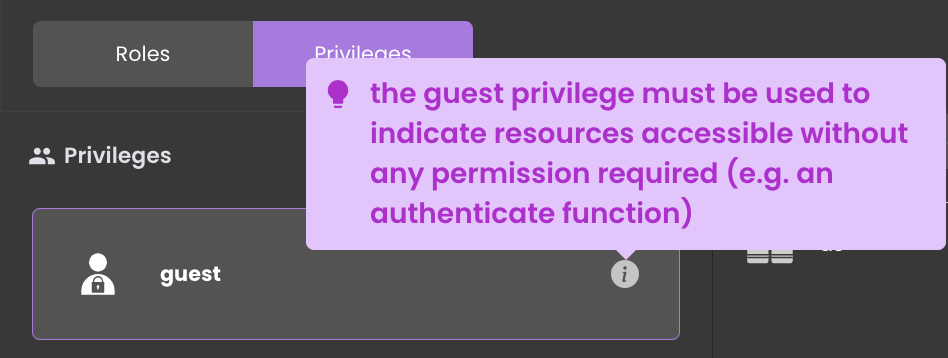 Roles
Privileges
the guest privilege must be used to
indicate resources accessible without
any permission required (e.g. an
authenticate function)
Privileges
guest